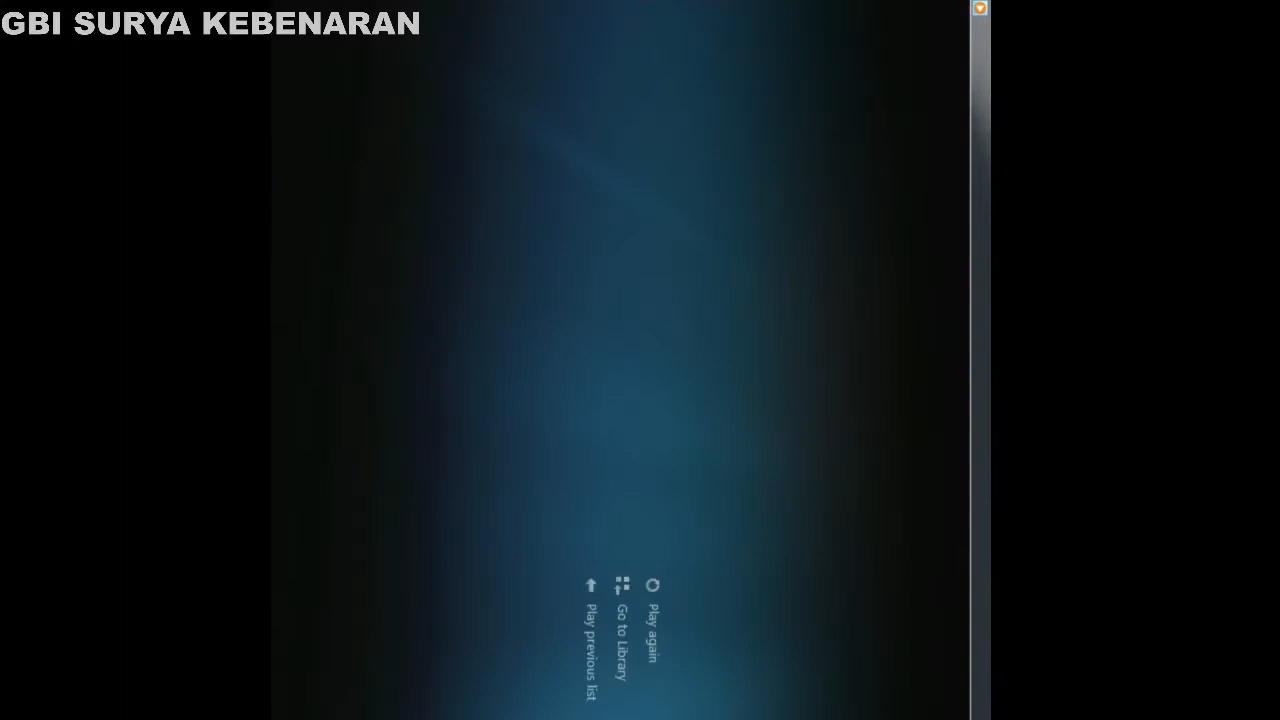 GBI SURYA KEBENARAN
Play again
Go to Library
Play previous list